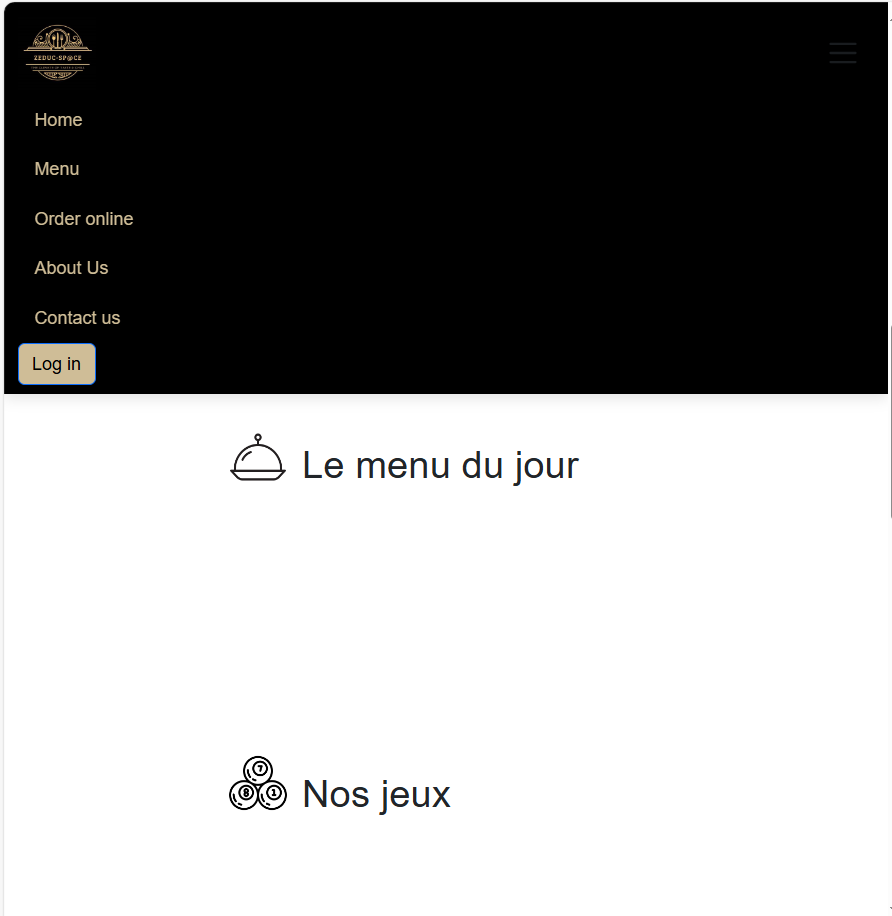 ZEDUC-SP@CE
Home
Menu
Order online
About Us
Contact us
Log in
Le menu du jour
7
8 1
Nos jeux